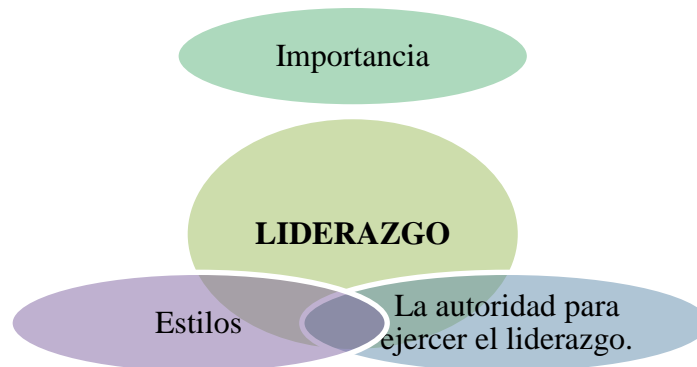 Importancia
LIDERAZGO
Estilos
La autoridad para
ejercer el liderazgo.